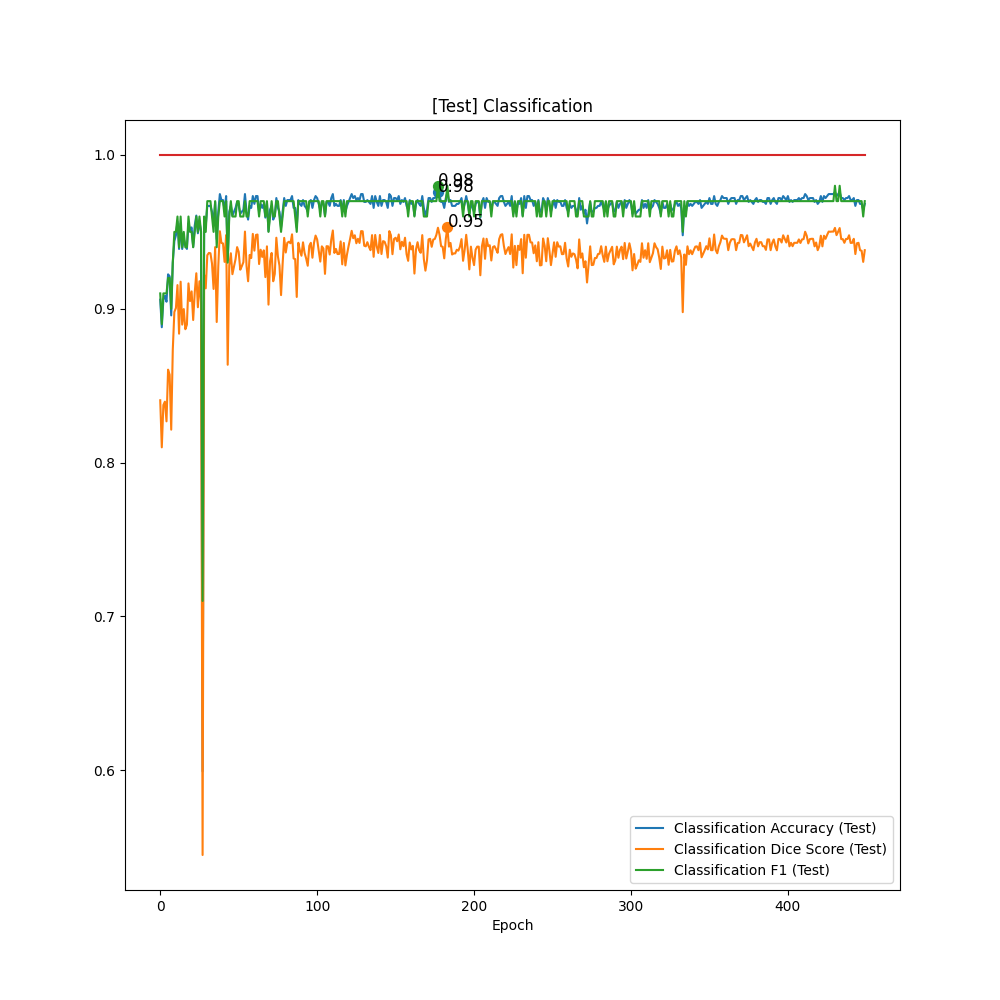 [Test] Classification
1.0
0.9
0.8
0.7
0.6
0.98
0.98
0.95
0
100
200
300
400
Epoch
Classification Accuracy (Test)
Classification Dice Score (Test)
Classification F1 (Test)